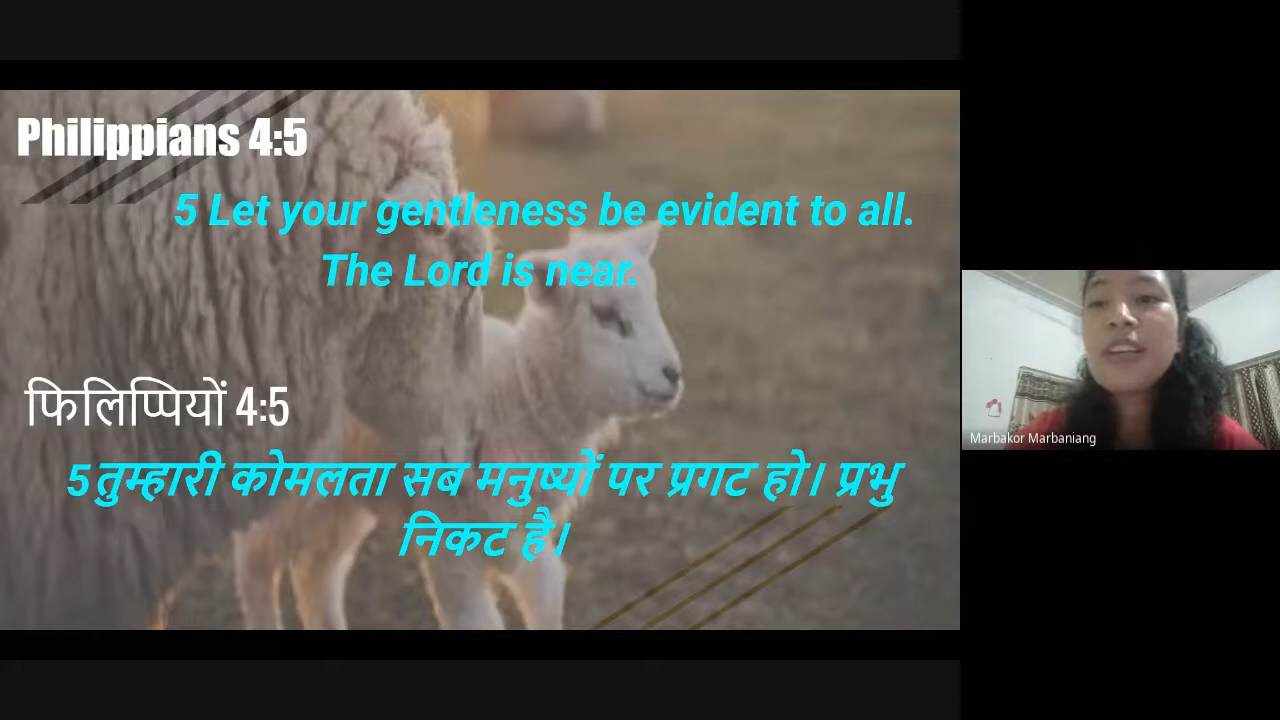 Philippians 4:5
5 Let your gentleness be evident to all.
The Lord is near.
फिलिप्पियों 4:5
5 तुम्हारी कोमलता सब मनुष्यों पर प्रगट हो। प्रभु
निकट है।
Marbakor Marbaniang